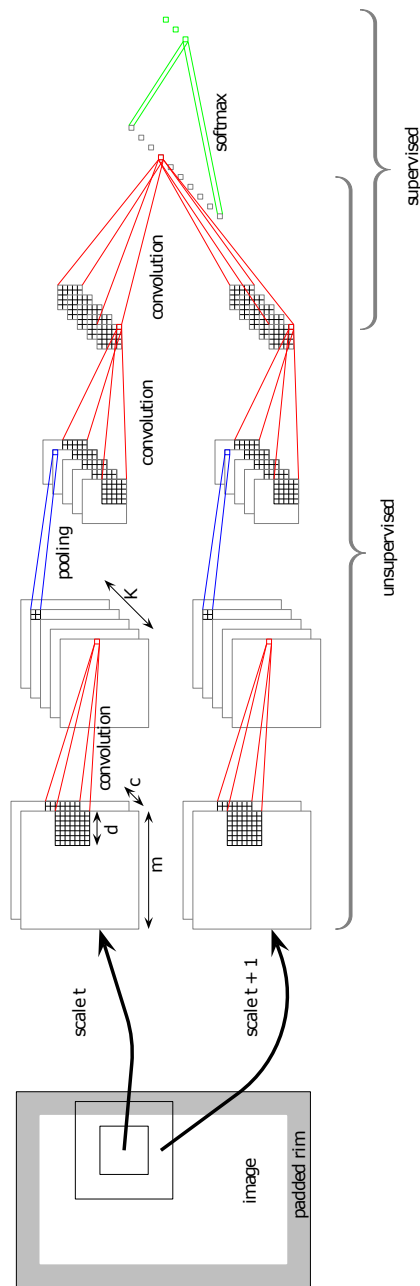 image
padded rim
scale t
scale t + 1
m
d
c
convolution
K
pooling
convolution
convolution
softmax
unsupervised
supervised